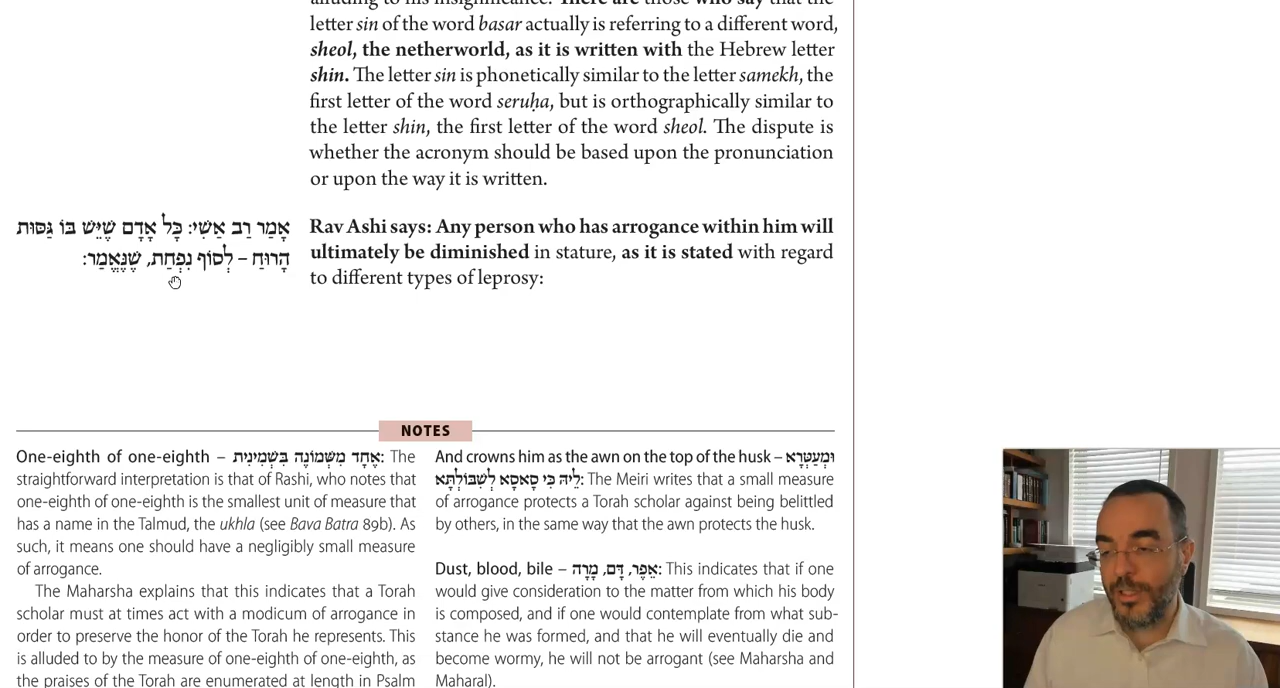 alluding to his insignificance. There are those who say that the
letter sin of the word basar actually is referring to a different word,
sheol, the netherworld, as it is written with the Hebrew letter
shin. The letter sin is phonetically similar to the letter samekh, the
first letter of the word seruḥa, but is orthographically similar to
the letter shin, the first letter of the word sheol. The dispute is
whether the acronym should be based upon the pronunciation
or upon the way it is written.
אָמַר רַב אַשִׁי: כׇּל אָדָם שֶׁיֵּשׁ בּוֹ גַּסּוּת
הָרוּחַ – לְסוֹף נִפְחָת, שֶׁנֶּאֱמַר:
Rav Ashi says: Any person who has arrogance within him will
ultimately be diminished in stature, as it is stated with regard
to different types of leprosy:
NOTES
One-eighth of one-eighth – אֶחָד מִשְּׁמוֹנָה בִּשְׁמִינִית: The
straightforward interpretation is that of Rashi, who notes that
one-eighth of one-eighth is the smallest unit of measure that
has a name in the Talmud, the ukhla (see Bava Batra 89b). As
such, it means one should have a negligibly small measure
of arrogance.
The Maharsha explains that this indicates that a Torah
scholar must at times act with a modicum of arrogance in
order to preserve the honor of the Torah he represents. This
is alluded to by the measure of one-eighth of one-eighth, as
the praises of the Torah are enumerated at length in Psalm
And crowns him as the awn on the top of the husk – וּמְעַטְּרָא
לֵיהּ כִּי סָאסָא לְשִׁבּוֹלְתָּא: The Meiri writes that a small measure
of arrogance protects a Torah scholar against being belittled
by others, in the same way that the awn protects the husk.
Dust, blood, bile – אֵפֶר, דָּם, מָרָה: This indicates that if one
would give consideration to the matter from which his body
is composed, and if one would contemplate from what sub-
stance he was formed, and that he will eventually die and
become wormy, he will not be arrogant (see Maharsha and
Maharal).